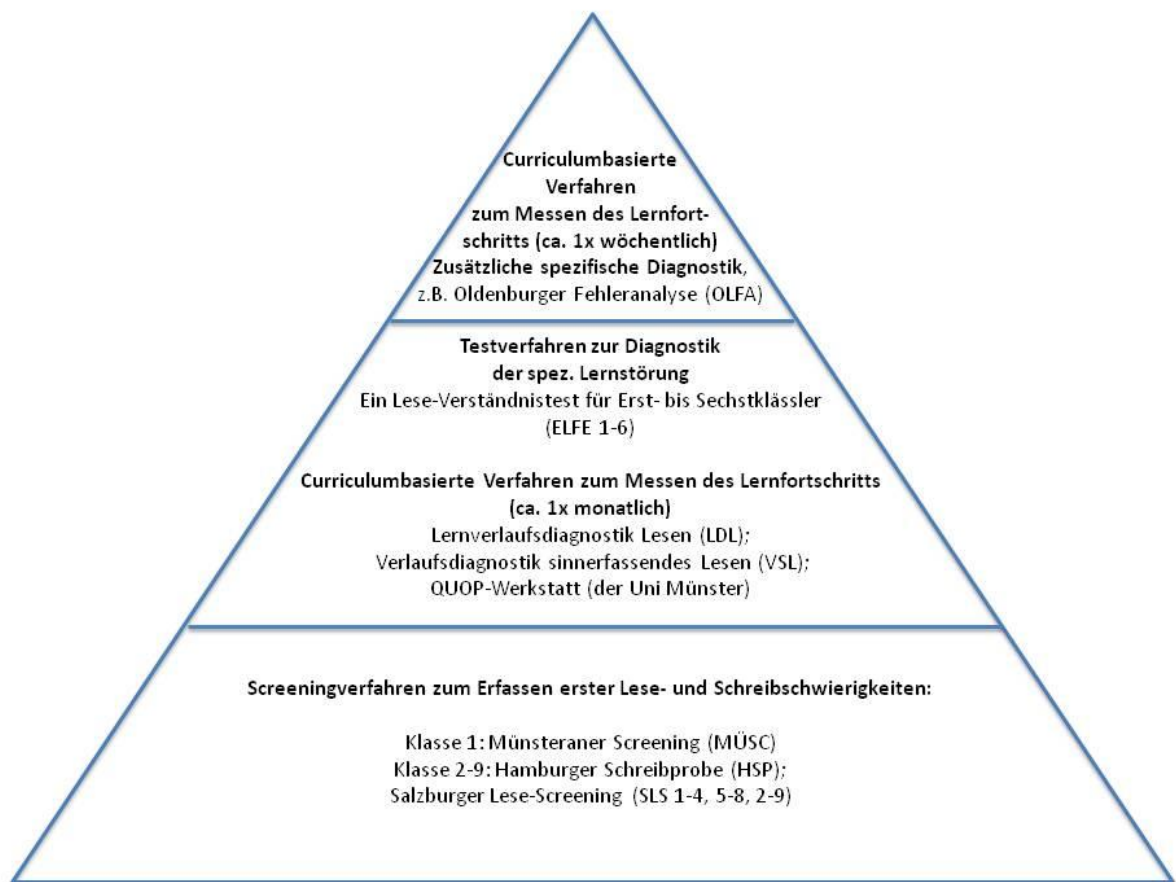 Curriculumbasierte
Verfahren
zum Messen des Lernfort-
schritts (ca. 1x wöchentlich)
Zusätzliche spezifische Diagnostik,
z.B. Oldenburger Fehleranalyse (OLFA)
Testverfahren zur Diagnostik
der spez. Lernstörung
Ein Lese-Verständnistest für Erst- bis Sechstklässler
(ELFE 1-6)
Curriculumbasierte Verfahren zum Messen des Lernfortschritts
(ca. 1x monatlich)
Lernverlaufsdiagnostik Lesen (LDL);
Verlaufsdiagnostik sinnerfassendes Lesen (VSL);
QUOP-Werkstatt (der Uni Münster)
Screeningverfahren zum Erfassen erster Lese- und Schreibschwierigkeiten:
Klasse 1: Münsteraner Screening (MÜSC)
Klasse 2-9: Hamburger Schreibprobe (HSP);
Salzburger Lese-Screening (SLS 1-4, 5-8, 2-9)